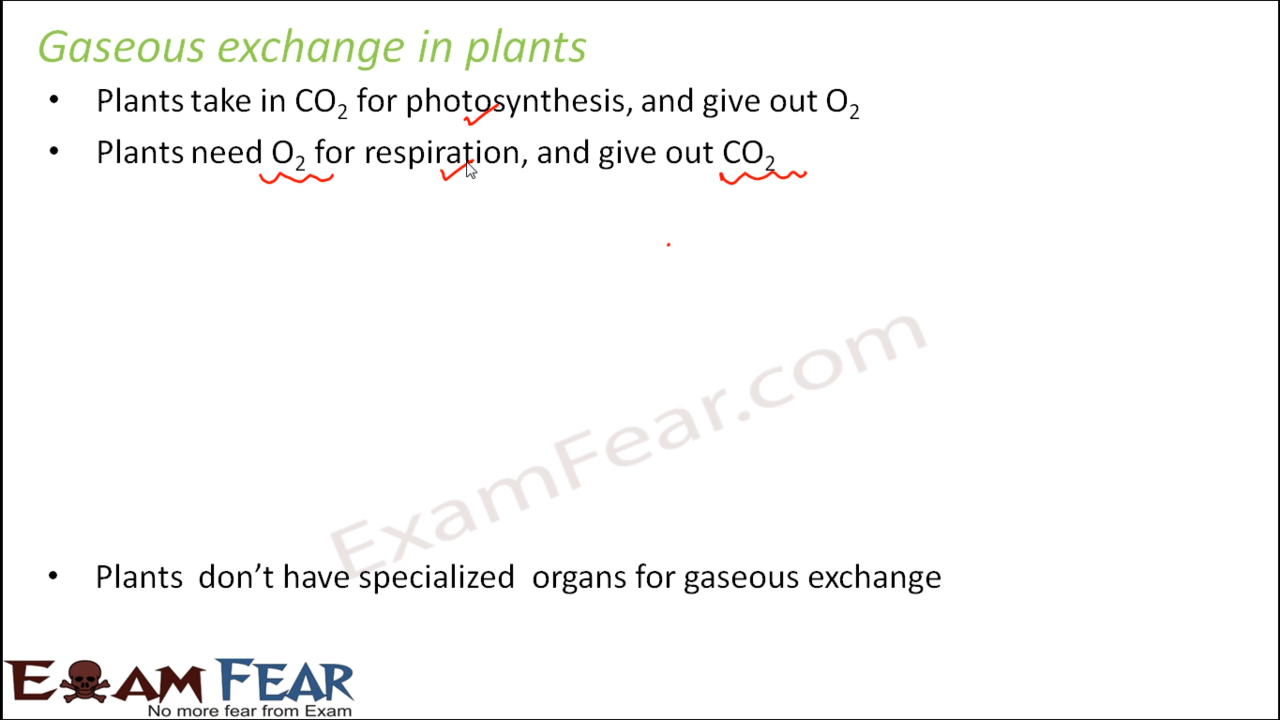 Gaseous exchange in plants
• Plants take in CO₂ for photosynthesis, and give out O₂
• Plants need O₂ for respiration, and give out CO₂
ExamFear.com
• Plants don’t have specialized organs for gaseous exchange
EXAM FEAR
No more fear from Exam